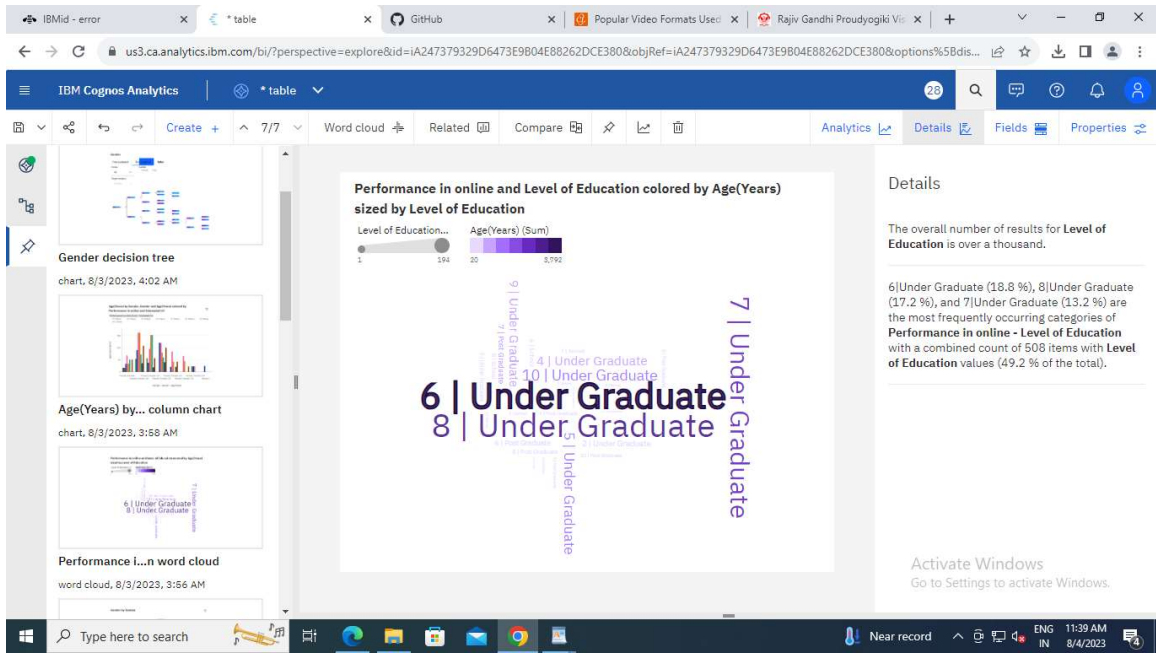 IBMid - error
* table
GitHub
Popular Video Formats Used
Rajiv Gandhi Proudyogiki Vis
us3.ca.analytics.ibm.com/bi/?perspective=explore&id=iA247379329D6473E9B04E88262DCE380&objRef=iA247379329D6473E9B04E88262DCE380&options%5Bdis...
IBM Cognos Analytics
* table
28
Create +
7/7
Word cloud
Related
Compare
Analytics
Details
Fields
Properties
Gender decision tree
chart, 8/3/2023, 4:02 AM
Age(Years) by... column chart
chart, 8/3/2023, 3:58 AM
6 | Under Graduate
8 | Under Graduate
Performance i...n word cloud
word cloud, 8/3/2023, 3:56 AM
Performance in online and Level of Education colored by Age(Years)
sized by Level of Education
Level of Education...
Age(Years) (Sum)
1
194
20
3,792
9 | Under Graduate
7 | Post Graduate
4 | Under Graduate
10 | Under Graduate
6 | Under Graduate
8 | Under Graduate
7 | Under Graduate
5 | Under Graduate
Details
The overall number of results for Level of
Education is over a thousand.
6|Under Graduate (18.8 %), 8|Under Graduate
(17.2 %), and 7|Under Graduate (13.2 %) are
the most frequently occurring categories of
Performance in online - Level of Education
with a combined count of 508 items with Level
of Education values (49.2 % of the total).
Activate Windows
Go to Settings to activate Windows.
Type here to search
Near record
ENG
IN
11:39 AM
8/4/2023
4